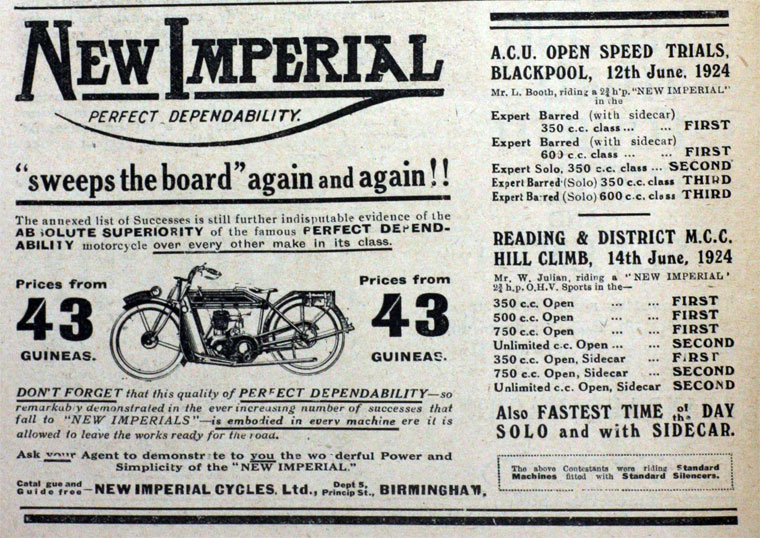 NEW IMPERIAL
PERFECT DEPENDABILITY.
"sweeps the board" again and again!!
The annexed list of Successes is still further indisputable evidence of the
ABSOLUTE SUPERIORITY of the famous PERFECT DEPEND-
ABILITY motorcycle over every other make in its class.
Prices from
43
GUINEAS.
Prices from
43
GUINEAS.
DON'T FORGET that this quality of PERFECT DEPENDABILITY—so
remarkably demonstrated in the ever increasing number of successes that
fall to "NEW IMPERIALS"—is embodied in every machine ere it is
allowed to leave the works ready for the road.
Ask your Agent to demonstrate to you the wonderful Power and
Simplicity of the "NEW IMPERIAL."
Catalogue and
Guide free — NEW IMPERIAL CYCLES, Ltd., Dept 5, Princip St., BIRMINGHAM.
A.C.U. OPEN SPEED TRIALS,
BLACKPOOL, 12th June, 1924
Mr. L. Booth, riding a 2¾ h.p. "NEW IMPERIAL"
in the
Expert Barred (with sidecar)
350 c.c. class ... ... FIRST
Expert Barred (with sidecar)
600 c.c. class ... ... FIRST
Expert Solo, 350 c.c. class ... SECOND
Expert Barred (Solo) 350 c.c. class THIRD
Expert Barred (Solo) 600 c.c. class THIRD
READING & DISTRICT M.C.C.
HILL CLIMB, 14th June, 1924
Mr. W. Julian, riding a "NEW IMPERIAL"
2¾ h.p. O.H.V. Sports in the—
350 c.c. Open ... ... FIRST
500 c.c. Open ... ... FIRST
750 c.c. Open ... ... FIRST
Unlimited c.c. Open ... ... SECOND
350 c.c. Open, Sidecar ... FIRST
750 c.c. Open, Sidecar ... SECOND
Unlimited c.c. Open, Sidecar SECOND
Also FASTEST TIME of the DAY
SOLO and with SIDECAR.
The above Contestants were riding Standard
Machines fitted with Standard Silencers.